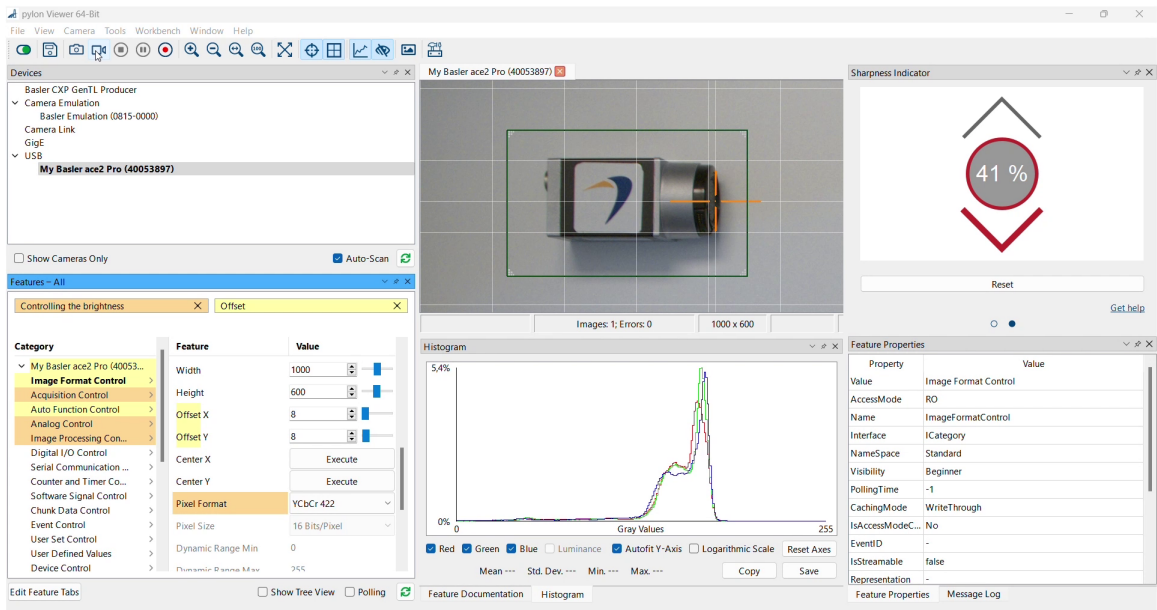 pylon Viewer 64-Bit
File View Camera Tools Workbench Window Help
Devices
Basler CXP GenTL Producer
Camera Emulation
Basler Emulation (0815-0000)
Camera Link
GigE
USB
My Basler ace2 Pro (40053897)
Show Cameras Only
Auto-Scan
Features – All
Controlling the brightness
Offset
Category
My Basler ace2 Pro (40053...
Image Format Control
Acquisition Control
Auto Function Control
Analog Control
Image Processing Con...
Digital I/O Control
Serial Communication ...
Counter and Timer Co...
Software Signal Control
Chunk Data Control
Event Control
User Set Control
User Defined Values
Device Control
Feature Value
Width 1000
Height 600
Offset X 8
Offset Y 8
Center X Execute
Center Y Execute
Pixel Format YCbCr 422
Pixel Size 16 Bits/Pixel
Dynamic Range Min 0
Dynamic Range Max 255
Edit Feature Tabs
Show Tree View
Polling
My Basler ace2 Pro (40053897)
Images: 1; Errors: 0
1000 x 600
Histogram
5,4%
0%
0
Gray Values
255
Red Green Blue Luminance Autofit Y-Axis Logarithmic Scale Reset Axes
Mean --- Std. Dev. --- Min. --- Max. --- Copy Save
Feature Documentation Histogram
Sharpness Indicator
41 %
Reset
Get help
Feature Properties
Property Value
Value Image Format Control
AccessMode RO
Name ImageFormatControl
Interface ICategory
NameSpace Standard
Visibility Beginner
PollingTime -1
CachingMode WriteThrough
IsAccessModeC... No
EventID -
IsStreamable false
Representation -
Feature Properties Message Log